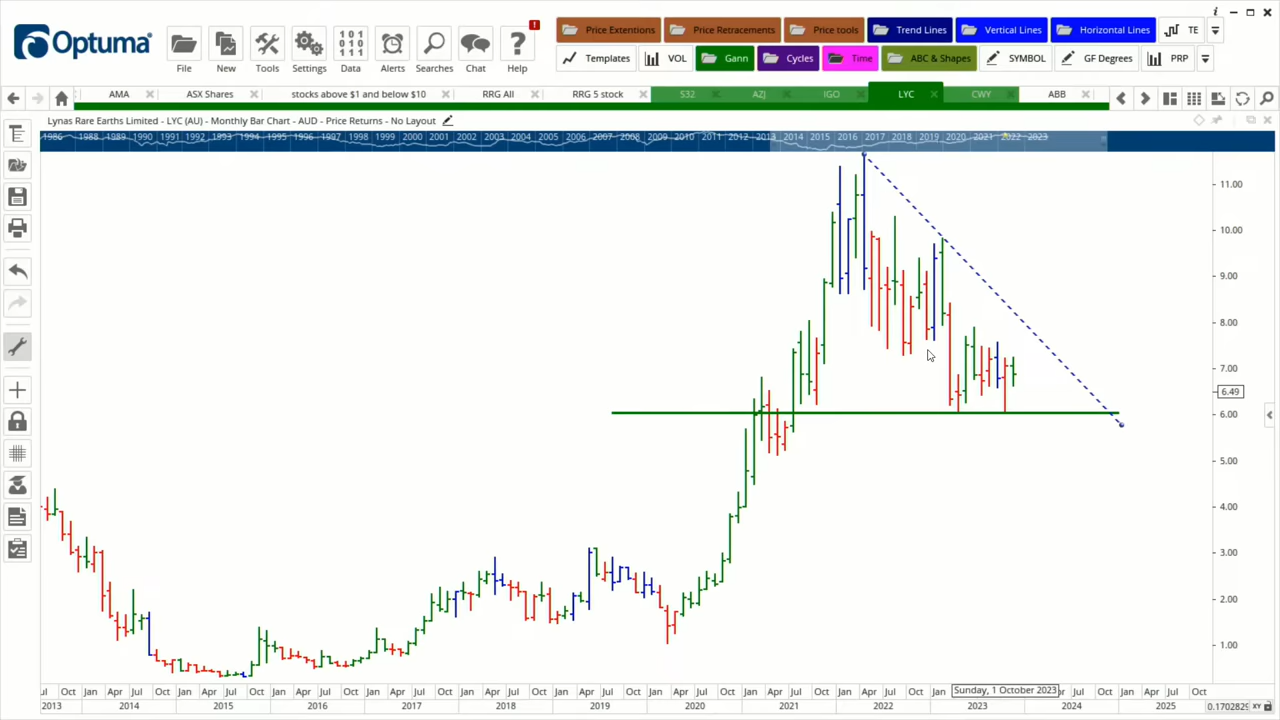 Optuma
File New Tools Settings Data Alerts Searches Chat Help
Price Extentions Price Retracements Price tools Trend Lines Vertical Lines Horizontal Lines TE
Templates VOL Gann Cycles Time ABC & Shapes SYMBOL GF Degrees PRP
AMA ASX Shares stocks above $1 and below $10 RRG All RRG 5 stock S32 AZJ IGO LYC CWY ABB
Lynas Rare Earths Limited - LYC (AU) - Monthly Bar Chart - AUD - Price Returns - No Layout
1986 1988 1989 1990 1991 1992 1993 1994 1995 1996 1997 1998 1999 2000 2001 2002 2003 2004 2005 2006 2007 2008 2009 2010 2011 2012 2013 2014 2015 2016 2017 2018 2019 2020 2021 2022 2023
11.00
10.00
9.00
8.00
7.00
6.49
6.00
5.00
4.00
3.00
2.00
1.00
ul Oct Jan Apr Jul Oct Jan Apr Jul Oct Jan Apr Jul Oct Jan Apr Jul Oct Jan Apr Jul Oct Jan Apr Jul Oct Jan Apr Jul Oct Jan Apr Jul Oct Jan Apr Jul Oct Jan Sunday, 1 October 2023 r Jul Oct Jan Apr Jul Oct
2013 2014 2015 2016 2017 2018 2019 2020 2021 2022 2023 2024 2025 0.1702829 XY